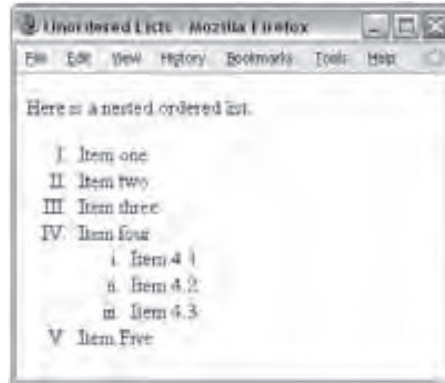 Unordered Lists - Mozilla Firefox
File Edit View History Bookmarks Tools Help
Here is a nested ordered list.
I. Item one
II. Item two
III. Item three
IV. Item four
i. Item 4.1
ii. Item 4.2
iii. Item 4.3
V. Item Five